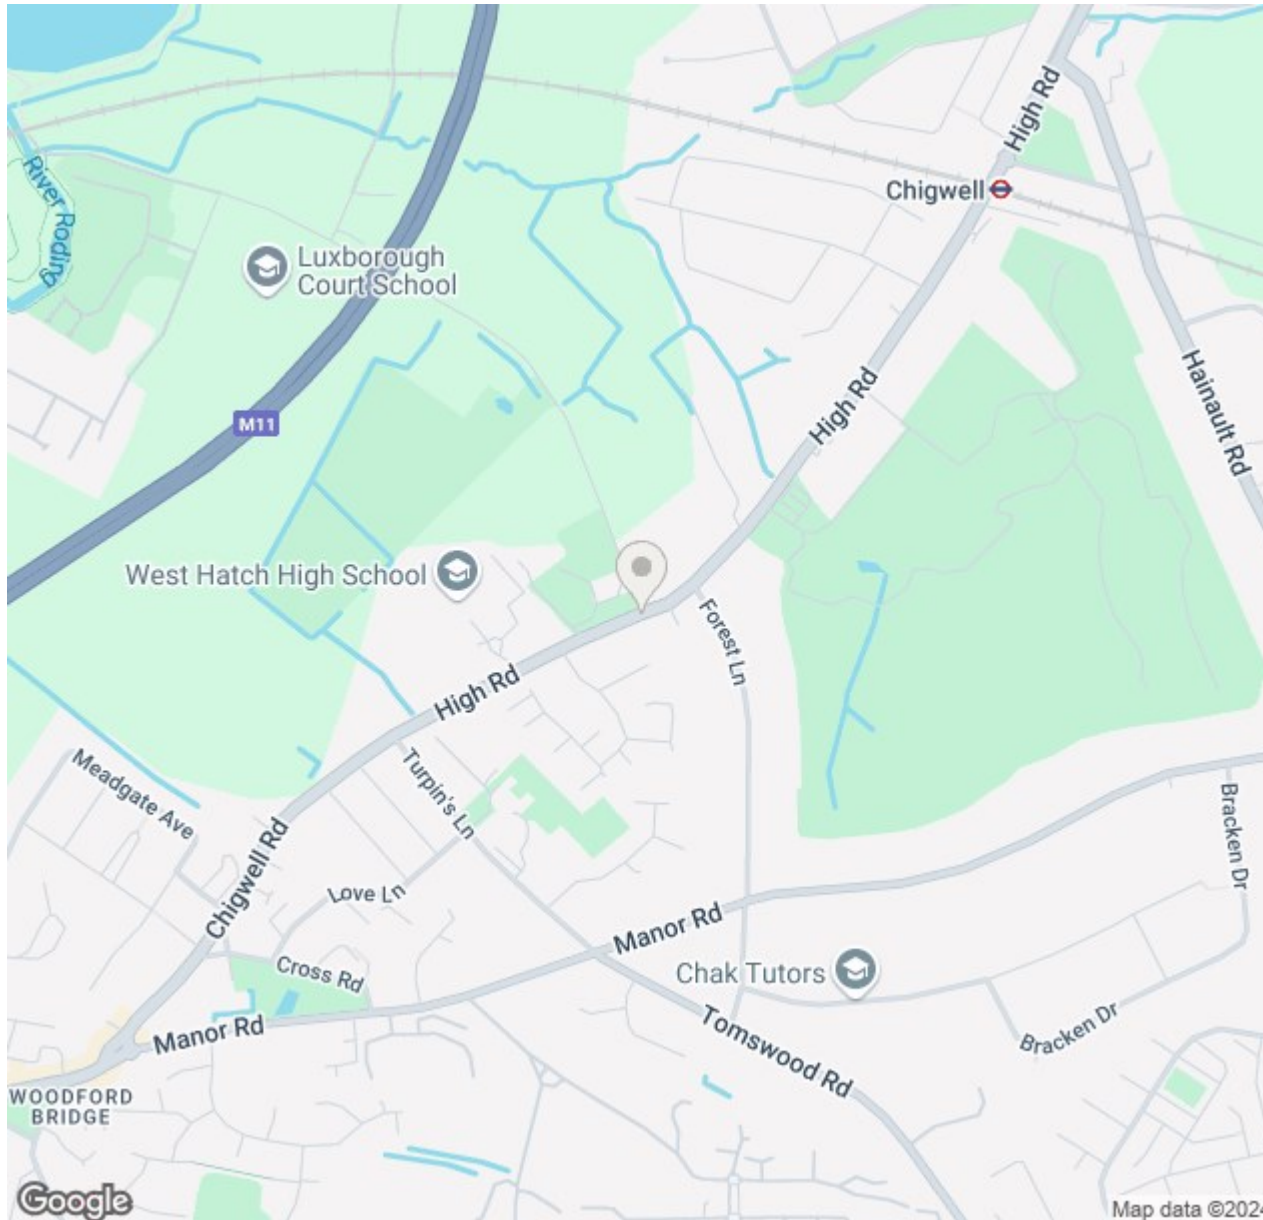 High Rd
Chigwell
River Roding
Luxborough
Court School
M11
High Rd
Hainault Rd
West Hatch High School
Forest Ln
High Rd
Meadgate Ave
Turpin's Ln
Chigwell Rd
Bracken Dr
Love Ln
Manor Rd
Cross Rd
Chak Tutors
Manor Rd
Tomswood Rd
Bracken Dr
WOODFORD
BRIDGE
Google
Map data ©2024